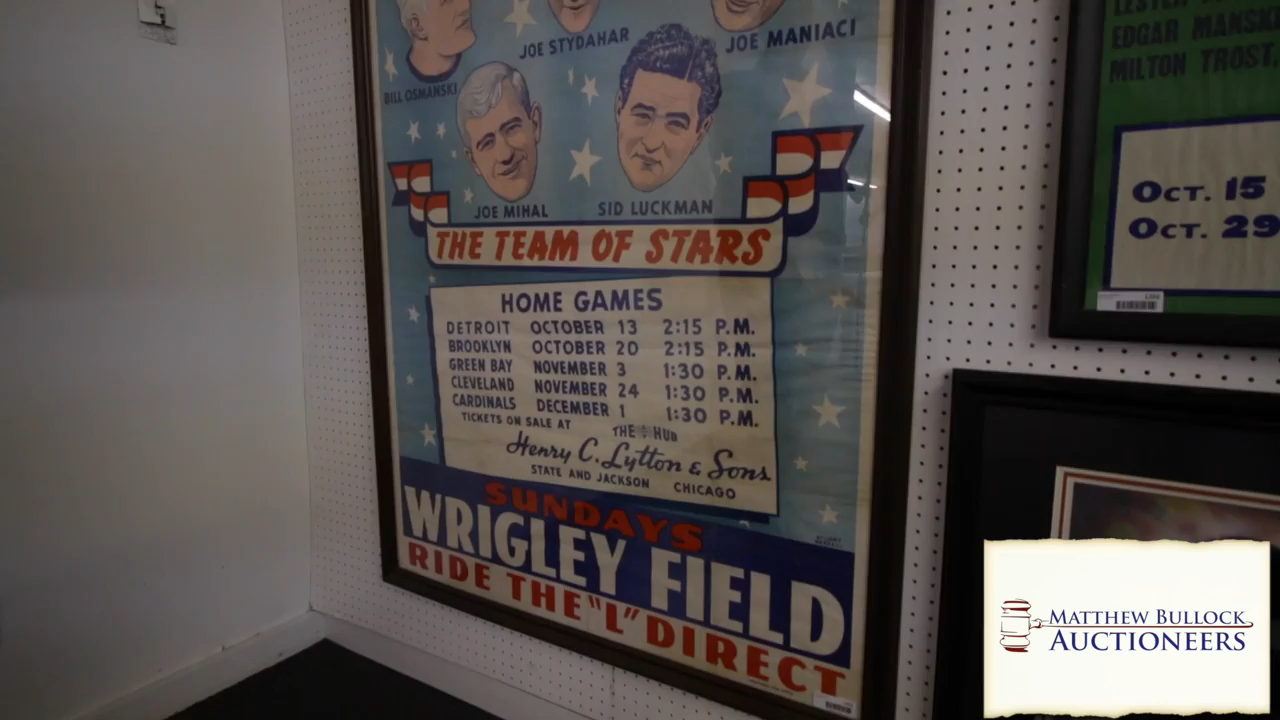 JOE STYDAHAR
JOE MANIACI
BILL OSMANSKI
JOE MIHAL
SID LUCKMAN
THE TEAM OF STARS
HOME GAMES
DETROIT OCTOBER 13 2:15 P.M.
BROOKLYN OCTOBER 20 2:15 P.M.
GREEN BAY NOVEMBER 3 1:30 P.M.
CLEVELAND NOVEMBER 24 1:30 P.M.
CARDINALS DECEMBER 1 1:30 P.M.
TICKETS ON SALE AT THE HUB
Henry C. Lytton & Sons
STATE AND JACKSON CHICAGO
SUNDAYS
WRIGLEY FIELD
RIDE THE "L" DIRECT
EDGAR
MILTON TROST,
OCT. 15
OCT. 29
MATTHEW BULLOCK
AUCTIONEERS